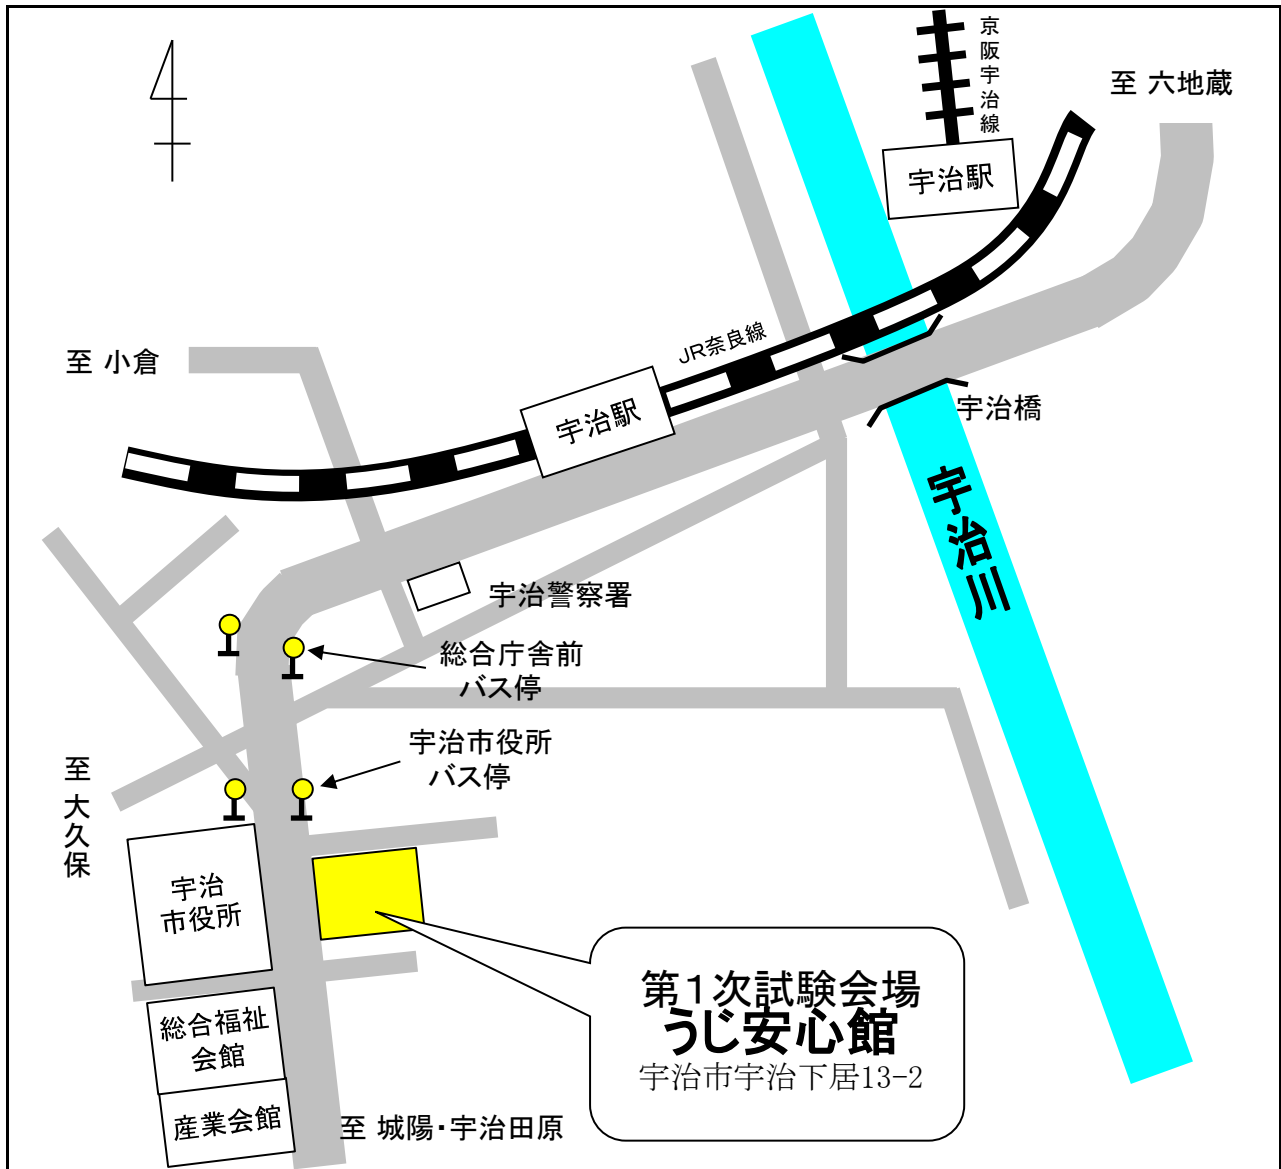 京阪宇治線
至 六地蔵
宇治駅
JR奈良線
至 小倉
宇治駅
宇治橋
宇治川
宇治警察署
総合庁舎前
バス停
宇治市役所
バス停
至 大久保
宇治
市役所
第1次試験会場
うじ安心館
宇治市宇治下居13-2
総合福祉
会館
産業会館
至 城陽・宇治田原